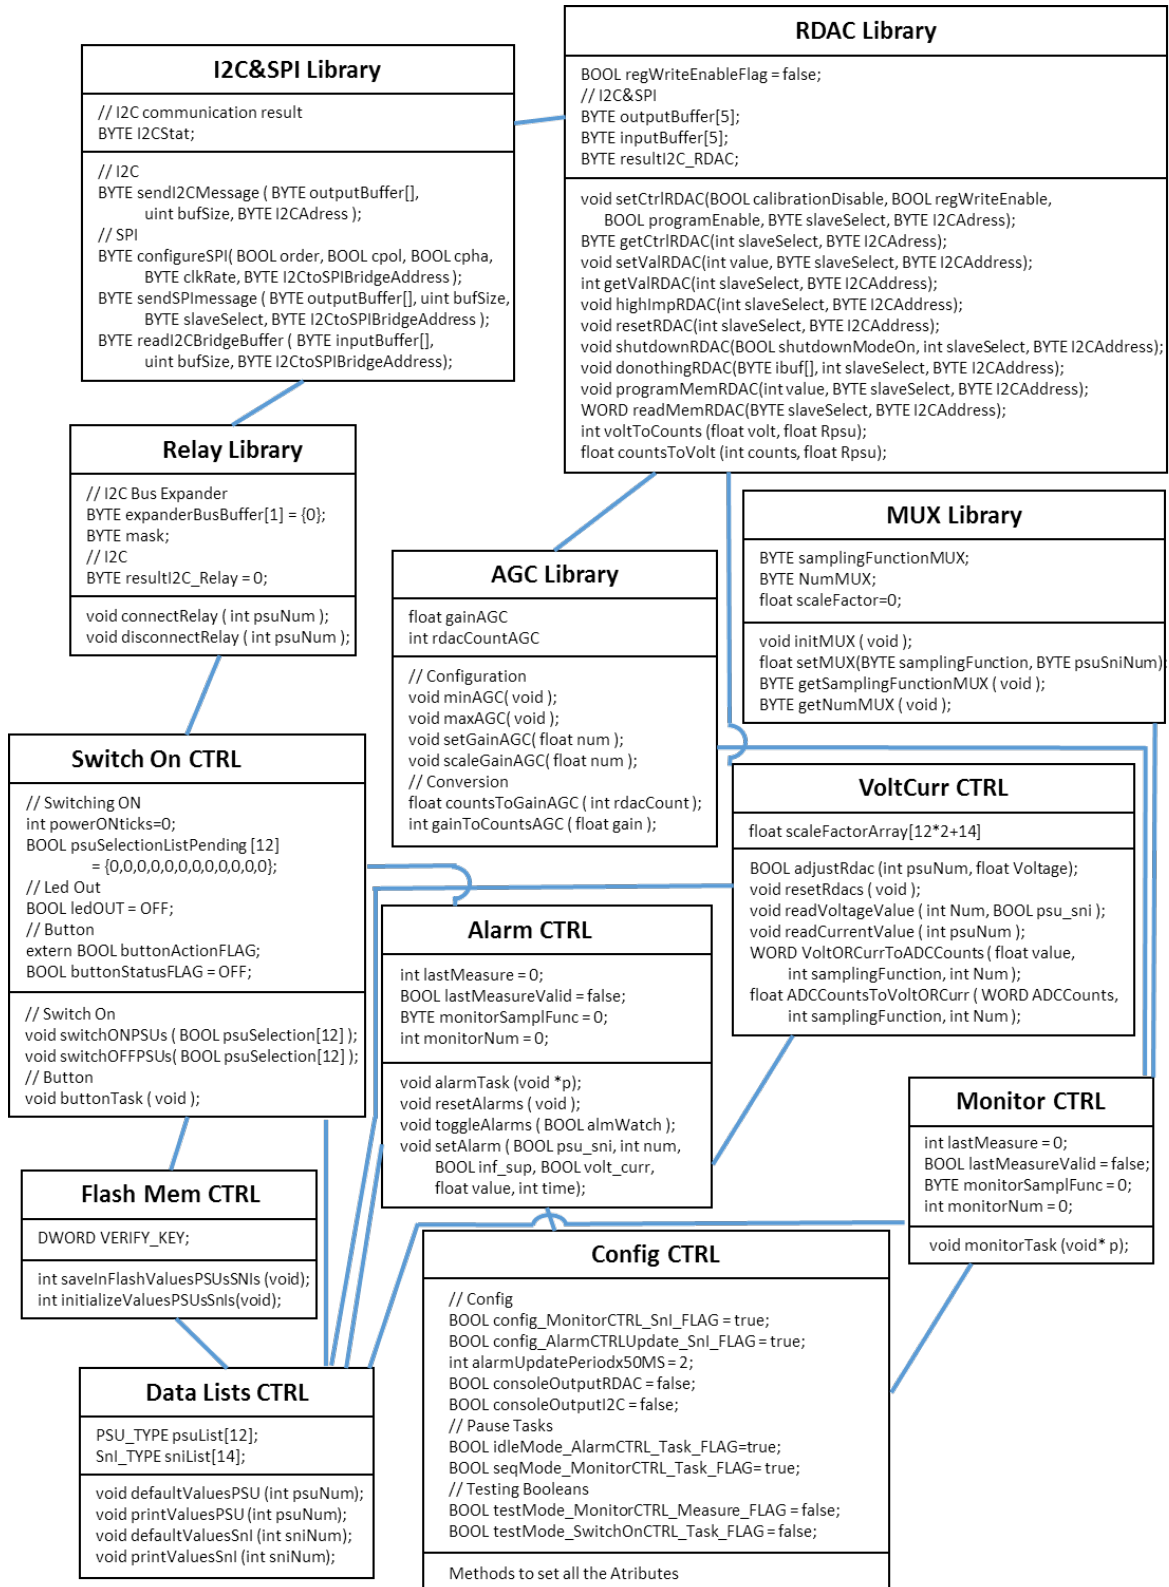 I2C&SPI Library
// I2C communication result
BYTE I2CStat;
// I2C
BYTE sendI2CMessage ( BYTE outputBuffer[],
uint bufSize, BYTE I2CAdress );
// SPI
BYTE configureSPI( BOOL order, BOOL cpol, BOOL cpha,
BYTE clkRate, BYTE I2CtoSPIBridgeAddress );
BYTE sendSPImessage ( BYTE outputBuffer[], uint bufSize,
BYTE slaveSelect, BYTE I2CtoSPIBridgeAddress );
BYTE readI2CBridgeBuffer ( BYTE inputBuffer[],
uint bufSize, BYTE I2CtoSPIBridgeAddress);
RDAC Library
BOOL regWriteEnableFlag = false;
// I2C&SPI
BYTE outputBuffer[5];
BYTE inputBuffer[5];
BYTE resultI2C_RDAC;
void setCtrlRDAC(BOOL calibrationDisable, BOOL regWriteEnable,
BOOL programEnable, BYTE slaveSelect, BYTE I2CAdress);
BYTE getCtrlRDAC(int slaveSelect, BYTE I2CAdress);
void setValRDAC(int value, BYTE slaveSelect, BYTE I2CAddress);
int getValRDAC(int slaveSelect, BYTE I2CAddress);
void highImpRDAC(int slaveSelect, BYTE I2CAddress);
void resetRDAC(int slaveSelect, BYTE I2CAddress);
void shutdownRDAC(BOOL shutdownModeOn, int slaveSelect, BYTE I2CAddress);
void donothingRDAC(BYTE ibuf[], int slaveSelect, BYTE I2CAddress);
void programMemRDAC(int value, BYTE slaveSelect, BYTE I2CAddress);
WORD readMemRDAC(BYTE slaveSelect, BYTE I2CAddress);
int voltToCounts (float volt, float Rpsu);
float countsToVolt (int counts, float Rpsu);
Relay Library
// I2C Bus Expander
BYTE expanderBusBuffer[1] = {0};
BYTE mask;
// I2C
BYTE resultI2C_Relay = 0;
void connectRelay ( int psuNum );
void disconnectRelay ( int psuNum );
MUX Library
BYTE samplingFunctionMUX;
BYTE NumMUX;
float scaleFactor=0;
void initMUX ( void );
float setMUX(BYTE samplingFunction, BYTE psuSniNum);
BYTE getSamplingFunctionMUX ( void );
BYTE getNumMUX ( void );
AGC Library
float gainAGC
int rdacCountAGC
// Configuration
void minAGC( void );
void maxAGC( void );
void setGainAGC( float num );
void scaleGainAGC( float num );
// Conversion
float countsToGainAGC ( int rdacCount );
int gainToCountsAGC ( float gain );
Switch On CTRL
// Switching ON
int powerONticks=0;
BOOL psuSelectionListPending [12]
= {0,0,0,0,0,0,0,0,0,0,0,0};
// Led Out
BOOL ledOUT = OFF;
// Button
extern BOOL buttonActionFLAG;
BOOL buttonStatusFLAG = OFF;
// Switch On
void switchONPSUs ( BOOL psuSelection[12] );
void switchOFFPSUs( BOOL psuSelection[12] );
// Button
void buttonTask ( void );
VoltCurr CTRL
float scaleFactorArray[12*2+14]
BOOL adjustRdac (int psuNum, float Voltage);
void resetRdacs ( void );
void readVoltageValue ( int Num, BOOL psu_sni );
void readCurrentValue ( int psuNum );
WORD VoltORCurrToADCCounts ( float value,
int samplingFunction, int Num );
float ADCCountsToVoltORCurr ( WORD ADCCounts,
int samplingFunction, int Num );
Alarm CTRL
int lastMeasure = 0;
BOOL lastMeasureValid = false;
BYTE monitorSamplFunc = 0;
int monitorNum = 0;
void alarmTask (void *p);
void resetAlarms ( void );
void toggleAlarms ( BOOL almWatch );
void setAlarm ( BOOL psu_sni, int num,
BOOL inf_sup, BOOL volt_curr,
float value, int time);
Monitor CTRL
int lastMeasure = 0;
BOOL lastMeasureValid = false;
BYTE monitorSamplFunc = 0;
int monitorNum = 0;
void monitorTask (void* p);
Flash Mem CTRL
DWORD VERIFY_KEY;
int saveInFlashValuesPSUsSNIs (void);
int initializeValuesPSUsSnIs(void);
Config CTRL
// Config
BOOL config_MonitorCTRL_SnI_FLAG = true;
BOOL config_AlarmCTRLUpdate_SnI_FLAG = true;
int alarmUpdatePeriodx50MS = 2;
BOOL consoleOutputRDAC = false;
BOOL consoleOutputI2C = false;
// Pause Tasks
BOOL idleMode_AlarmCTRL_Task_FLAG=true;
BOOL seqMode_MonitorCTRL_Task_FLAG= true;
// Testing Booleans
BOOL testMode_MonitorCTRL_Measure_FLAG = false;
BOOL testMode_SwitchOnCTRL_Task_FLAG = false;
Methods to set all the Atributes
Data Lists CTRL
PSU_TYPE psuList[12];
SnI_TYPE sniList[14];
void defaultValuesPSU (int psuNum);
void printValuesPSU (int psuNum);
void defaultValuesSnI (int sniNum);
void printValuesSnI (int sniNum);